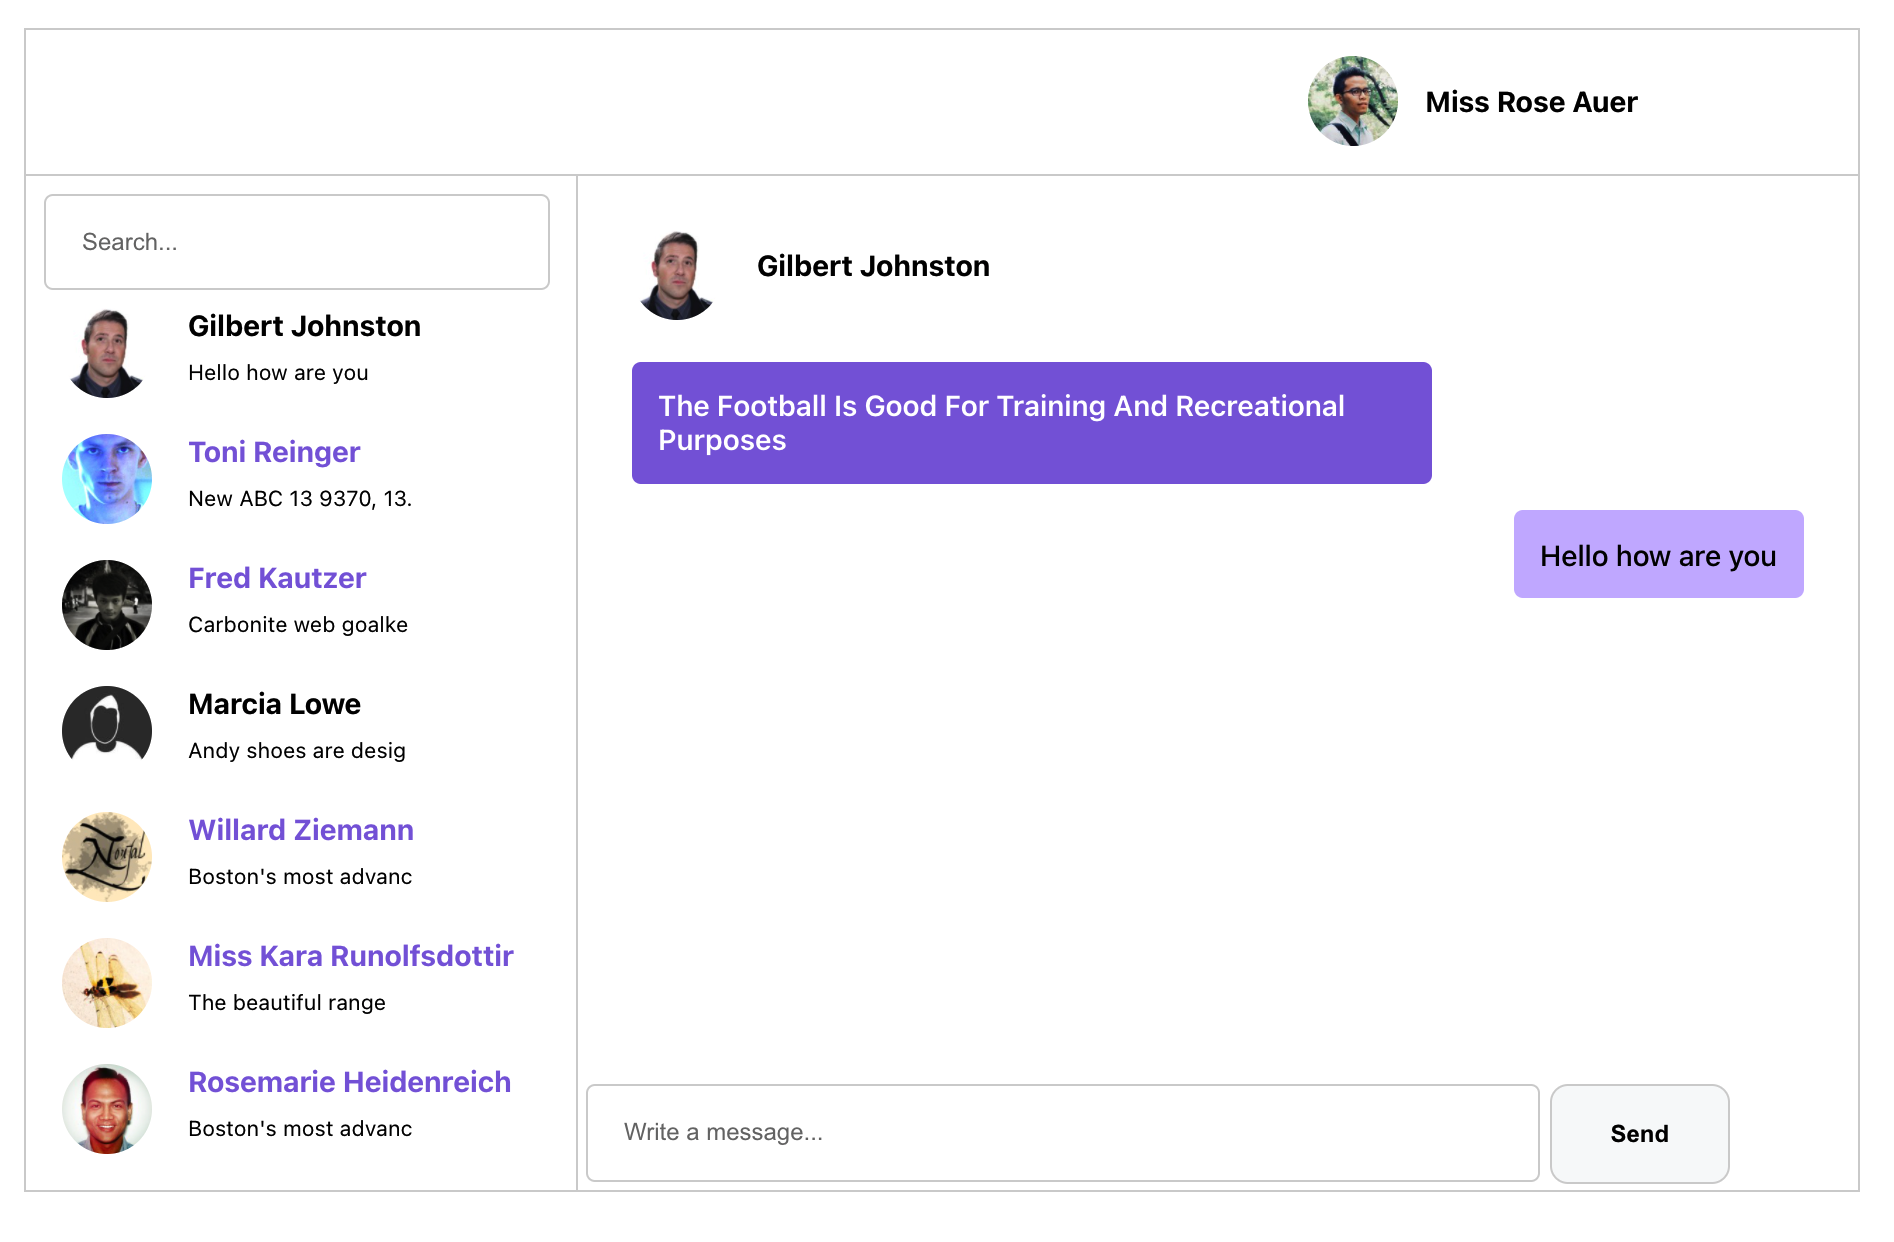 Miss Rose Auer
Search...
Gilbert Johnston
Hello how are you
Toni Reinger
New ABC 13 9370, 13.
Fred Kautzer
Carbonite web goalke
Marcia Lowe
Andy shoes are desig
Willard Ziemann
Boston's most advanc
Miss Kara Runolfsdottir
The beautiful range
Rosemarie Heidenreich
Boston's most advanc
Gilbert Johnston
The Football Is Good For Training And Recreational
Purposes
Hello how are you
Write a message...
Send